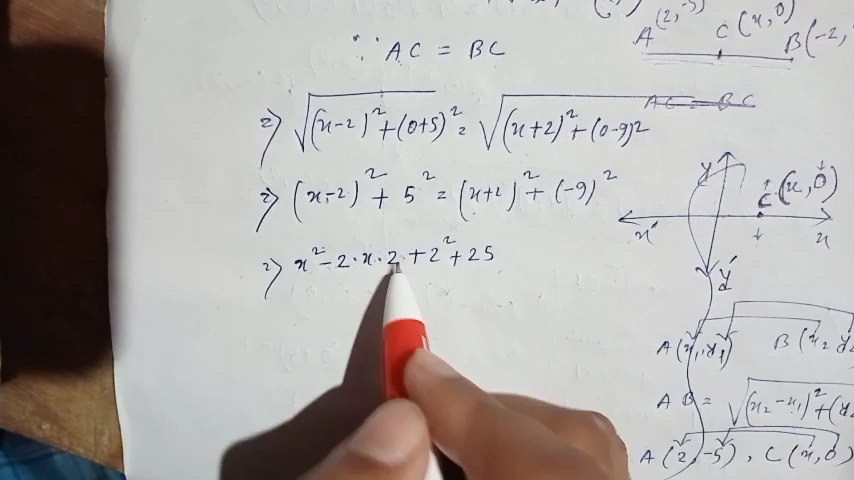 ∵ AC = BC
⇒ √(x-2)² + (0+5)² = √(x+2)² + (0-9)²
⇒ (x-2)² + 5² = (x+2)² + (-9)²
⇒ x² - 2·x·2 + 2² + 25
A (2,-5) C (x,0) B(-2,
AC = BC
y
C (x,0)
x' x
y'
A (x₁, y₁) B (x₂ y₂
AB = √(x₂-x₁)² + (y₂
A (2,-5), C (x,0)